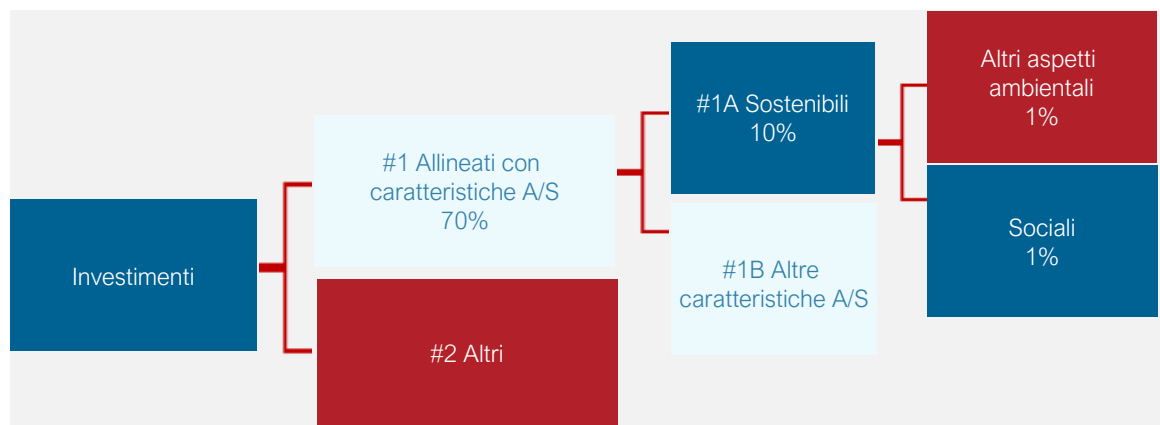 Investimenti
#1 Allineati con
caratteristiche A/S
70%
#2 Altri
#1A Sostenibili
10%
#1B Altre
caratteristiche A/S
Altri aspetti
ambientali
1%
Sociali
1%